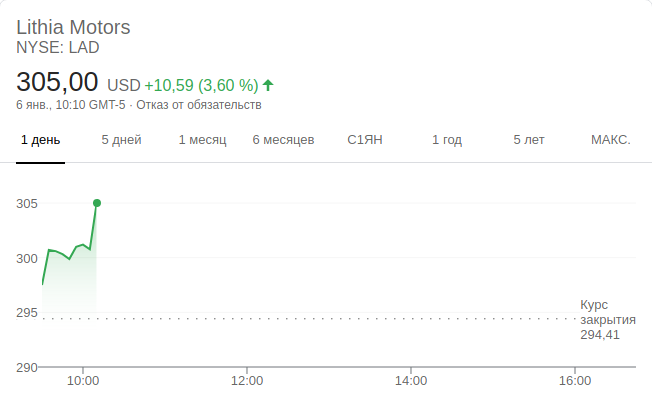 Lithia Motors
NYSE: LAD
305,00 USD +10,59 (3,60 %)
6 янв., 10:10 GMT-5 · Отказ от обязательств
1 день 5 дней 1 месяц 6 месяцев С1ЯН 1 год 5 лет МАКС.
305
300
295
290
Курс
закрытия
294,41
10:00 12:00 14:00 16:00